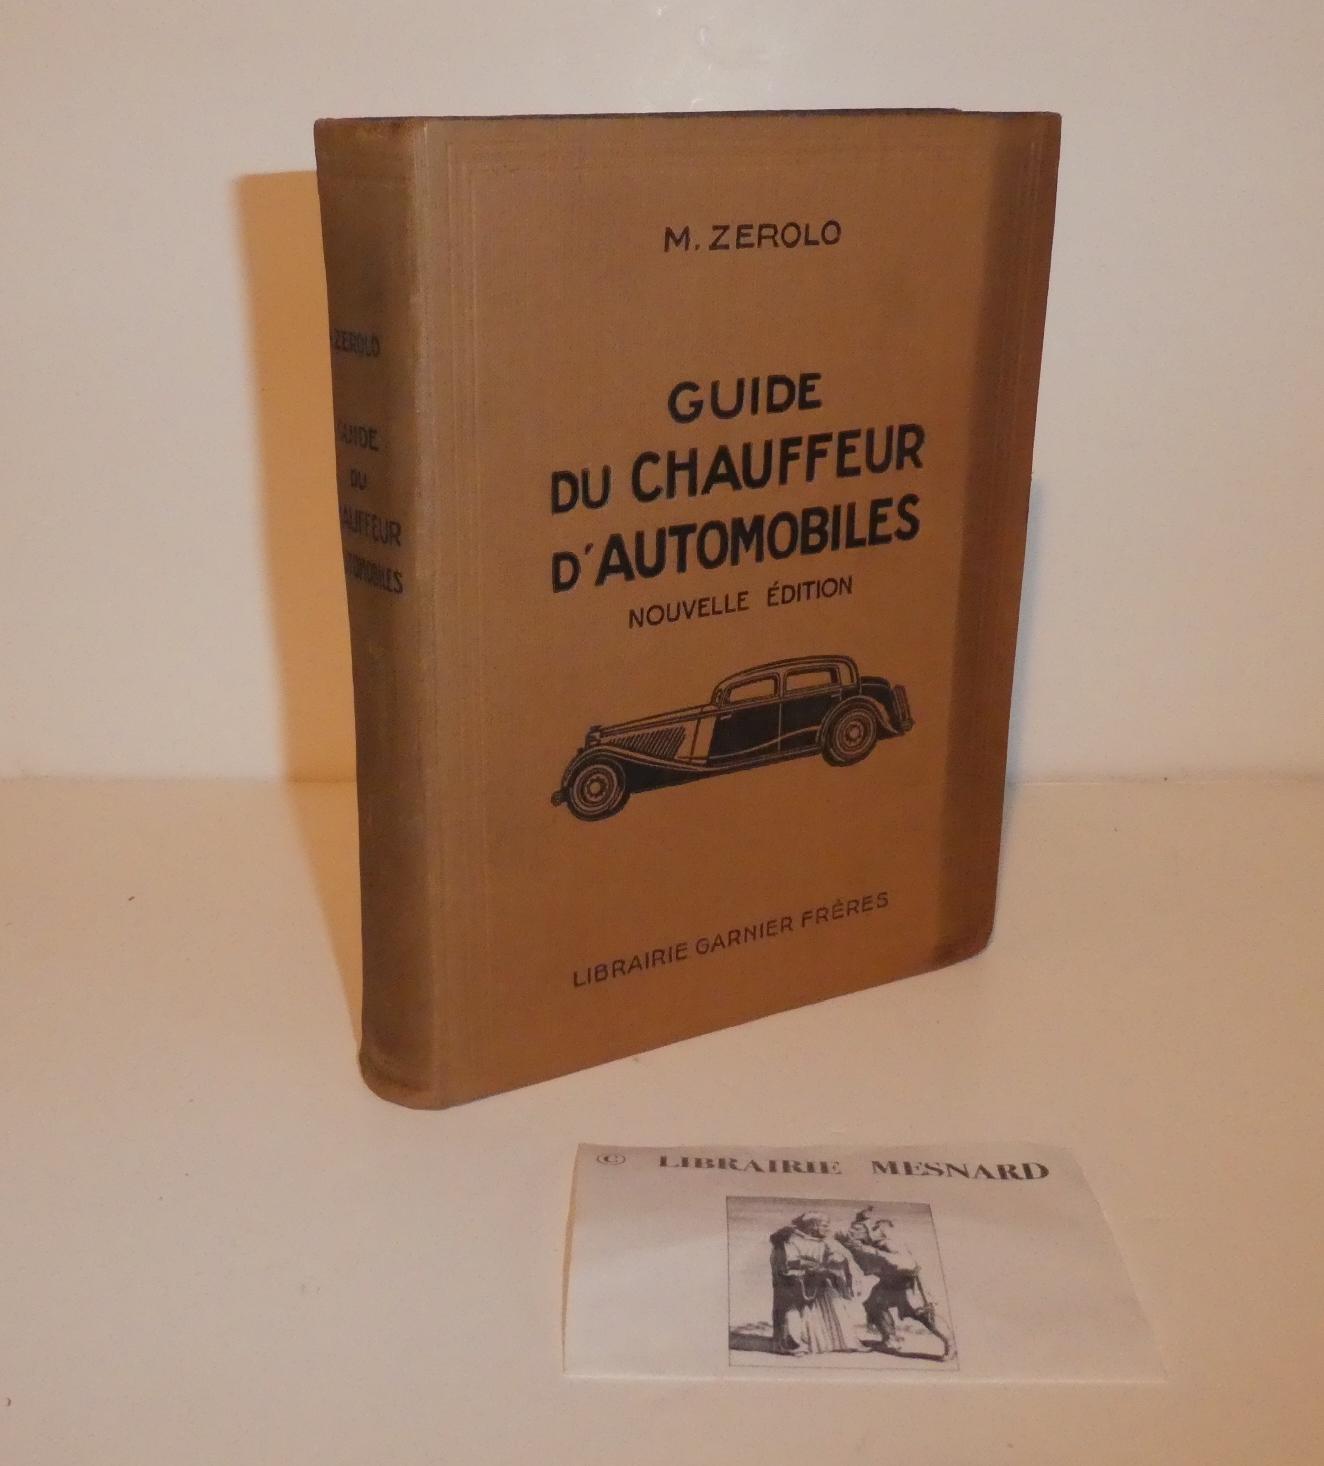 M. ZEROLO
GUIDE
DU CHAUFFEUR
D'AUTOMOBILES
NOUVELLE ÉDITION
LIBRAIRIE GARNIER FRÈRES
ZEROLO
GUIDE
DU
AUFFEUR
TOMOBILES
© LIBRAIRIE MESNARD